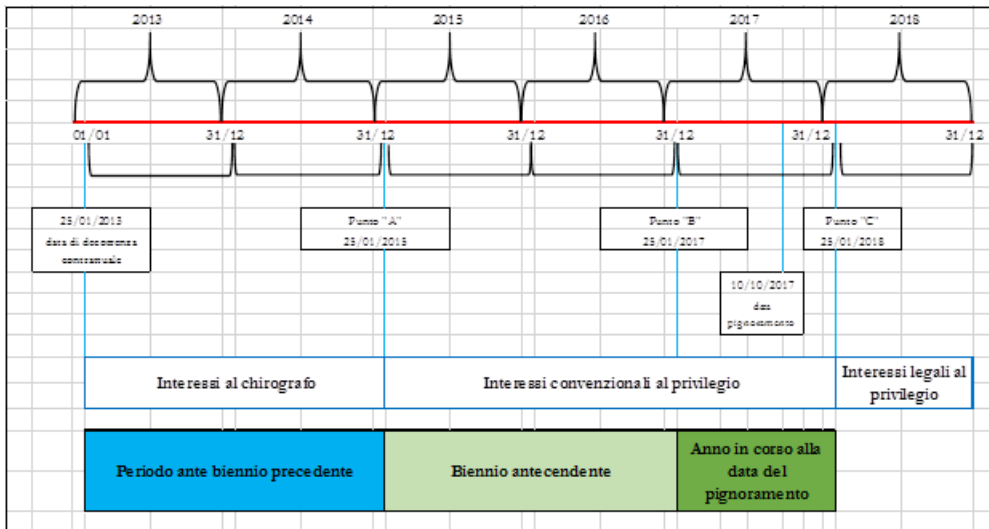 2013 2014 2015 2016 2017 2018
01/01 31/12 31/12 31/12 31/12 31/12 31/12
25/01/2013
data di decorrenza
contrattuale
Punto "A"
25/01/2015
Punto "B"
25/01/2017
Punto "C"
25/01/2018
10/10/2017
data
pignoramento
Interessi al chirografo
Interessi convenzionali al privilegio
Interessi legali al
privilegio
Periodo ante biennio precedente
Biennio antecendente
Anno in corso alla
data del
pignoramento